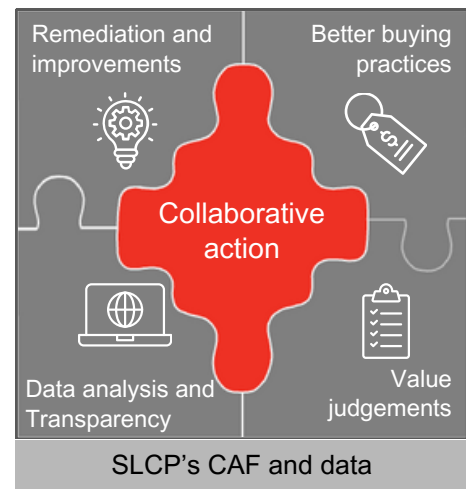 Remediation and
improvements
Better buying
practices
Collaborative
action
Data analysis and
Transparency
Value
judgements
SLCP's CAF and data